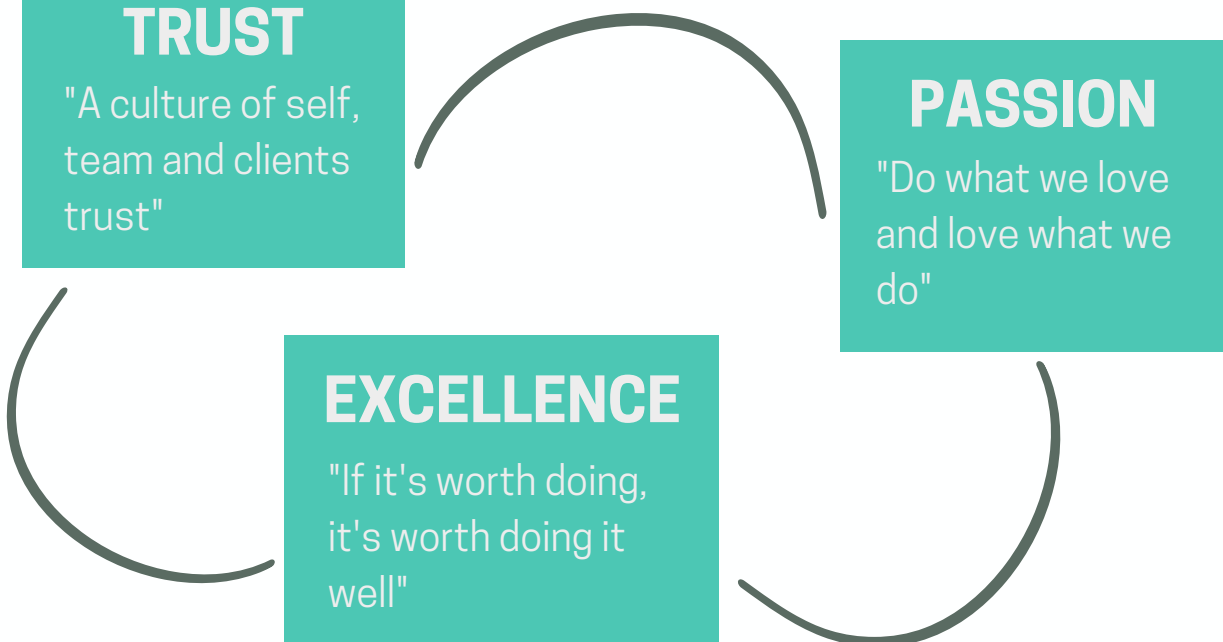 TRUST
"A culture of self,
team and clients
trust"
PASSION
"Do what we love
and love what we
do"
EXCELLENCE
"If it's worth doing,
it's worth doing it
well"